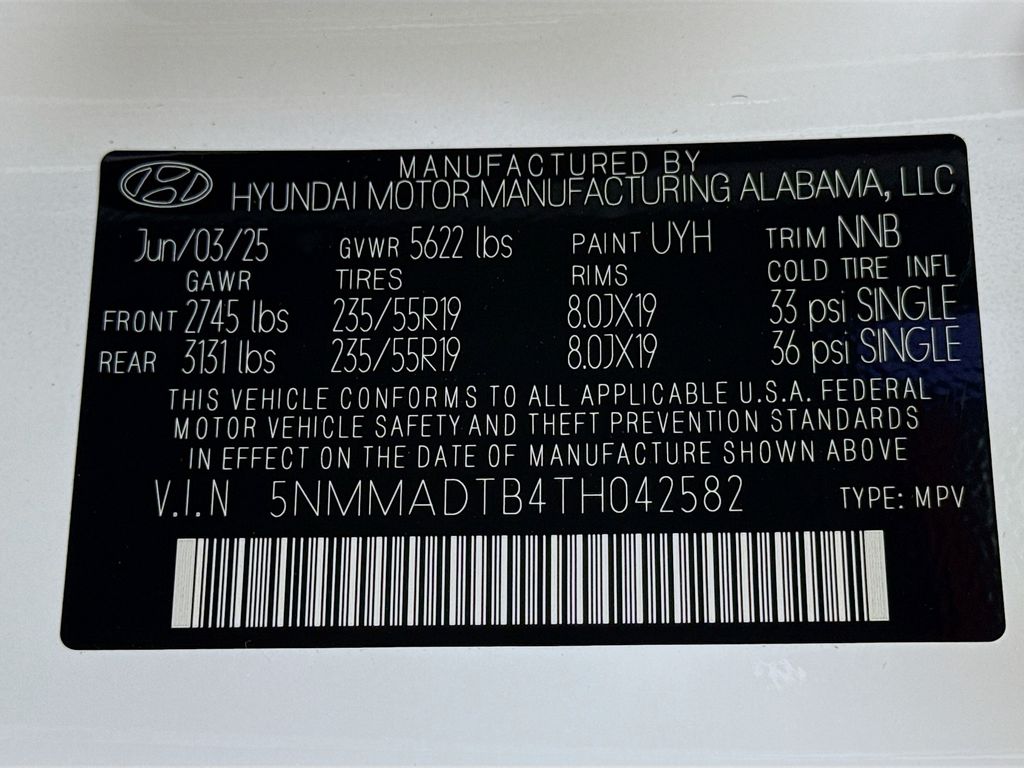 MANUFACTURED BY
HYUNDAI MOTOR MANUFACTURING ALABAMA, LLC
Jun/03/25 GVWR 5622 lbs PAINT UYH TRIM NNB
GAWR TIRES RIMS COLD TIRE INFL
FRONT 2745 lbs 235/55R19 8.0JX19 33 psi SINGLE
REAR 3131 lbs 235/55R19 8.0JX19 36 psi SINGLE
THIS VEHICLE CONFORMS TO ALL APPLICABLE U.S.A. FEDERAL
MOTOR VEHICLE SAFETY AND THEFT PREVENTION STANDARDS
IN EFFECT ON THE DATE OF MANUFACTURE SHOWN ABOVE
V.I.N 5NMMADTB4TH042582 TYPE: MPV